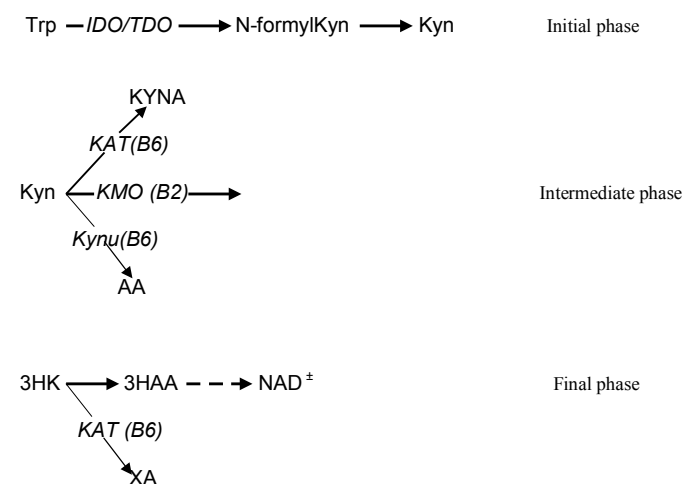 Trp IDO/TDO N-formylKyn Kyn Initial phase
KYNA
KAT(B6)
Kyn KMO (B2) Intermediate phase
Kynu(B6)
AA
3HK 3HAA NAD ± Final phase
KAT (B6)
XA